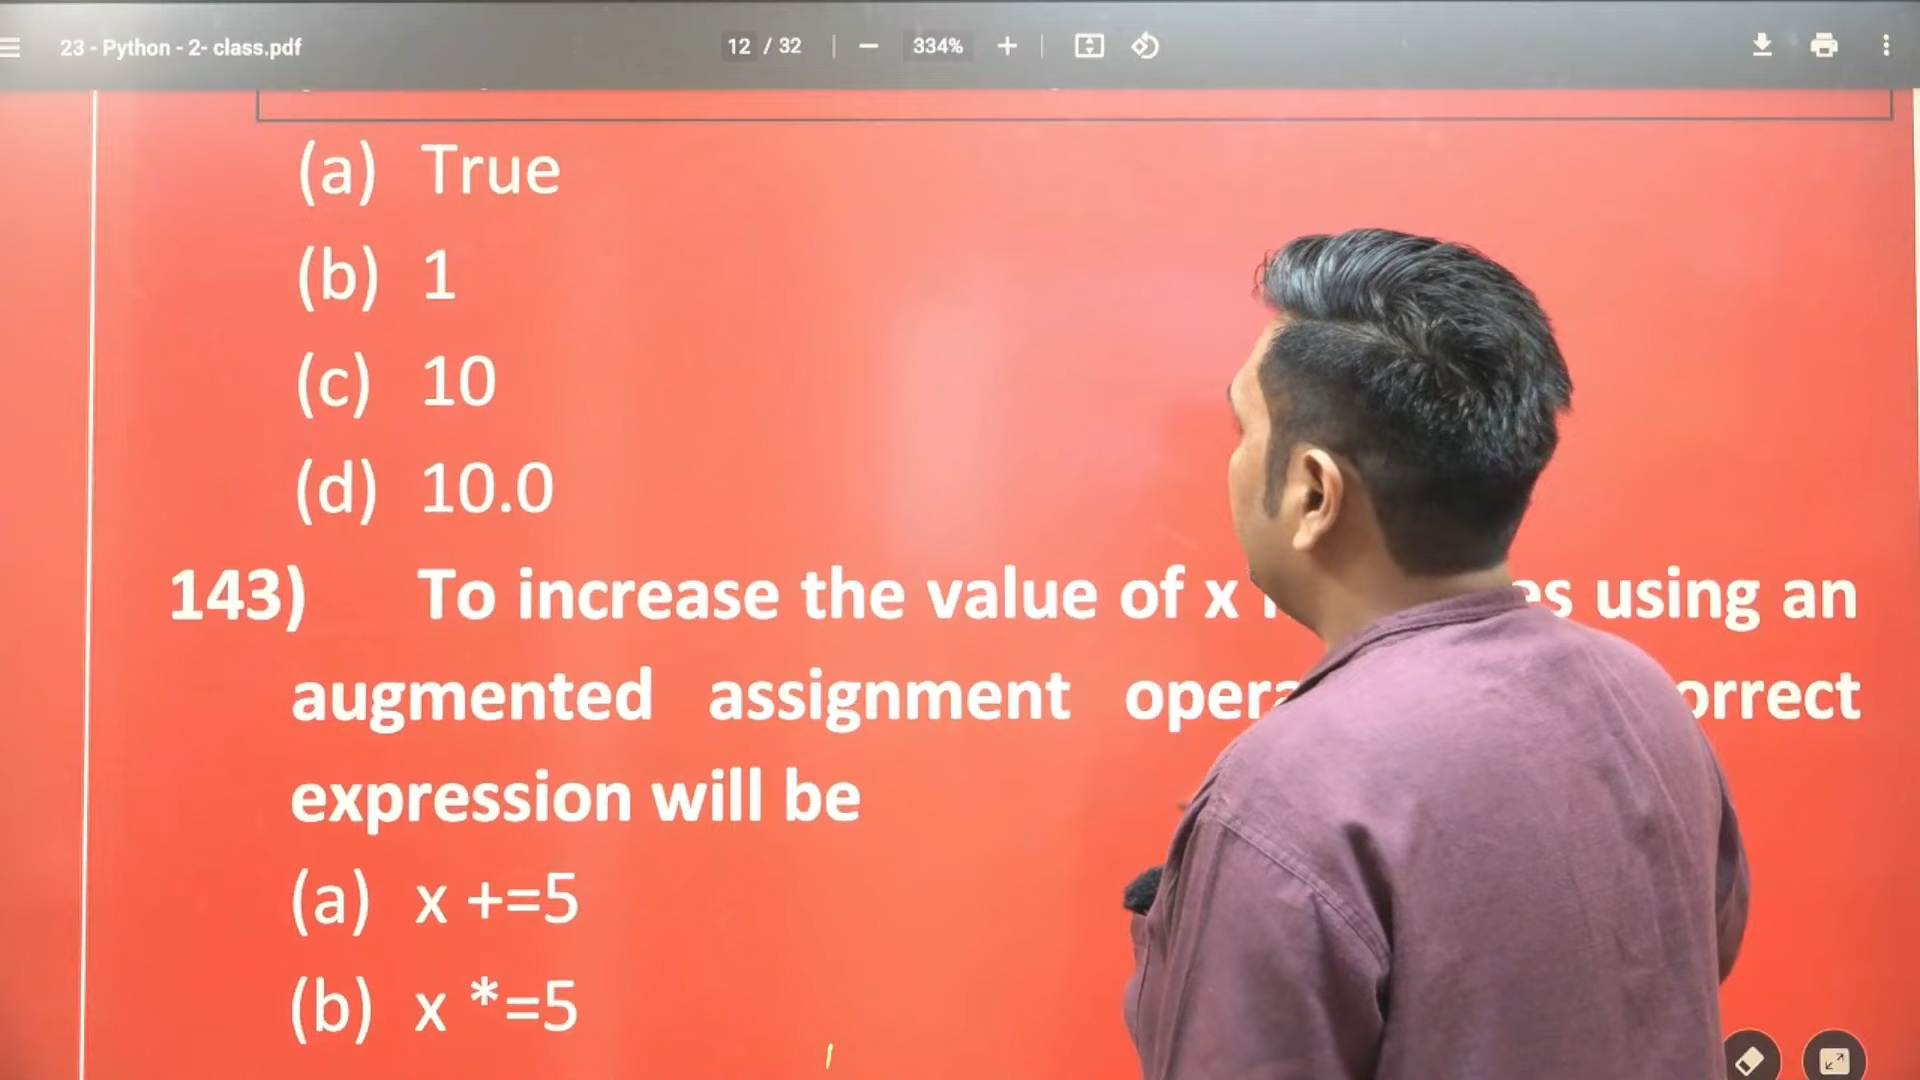 23 - Python - 2- class.pdf
12 / 32
334%
(a) True
(b) 1
(c) 10
(d) 10.0
143) To increase the value of x using an
augmented assignment orrect
expression will be
(a) x +=5
(b) x *=5